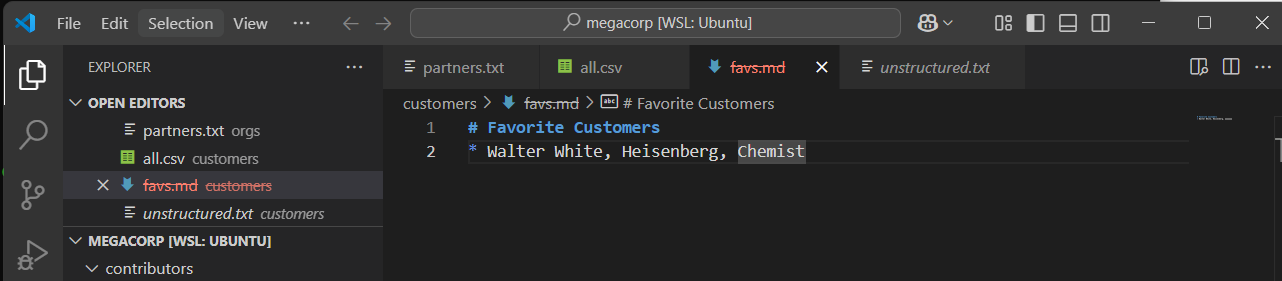 File Edit Selection ··· megacorp [WSL: Ubuntu]
EXPLORER ···
partners.txt all.csv favs.md unstructured.txt ···
OPEN EDITORS
partners.txt orgs
all.csv customers
favs.md customers
unstructured.txt customers
MEGACORP [WSL: UBUNTU]
contributors
customers > favs.md > abc # Favorite Customers
1 # Favorite Customers
2 * Walter White, Heisenberg, Chemist